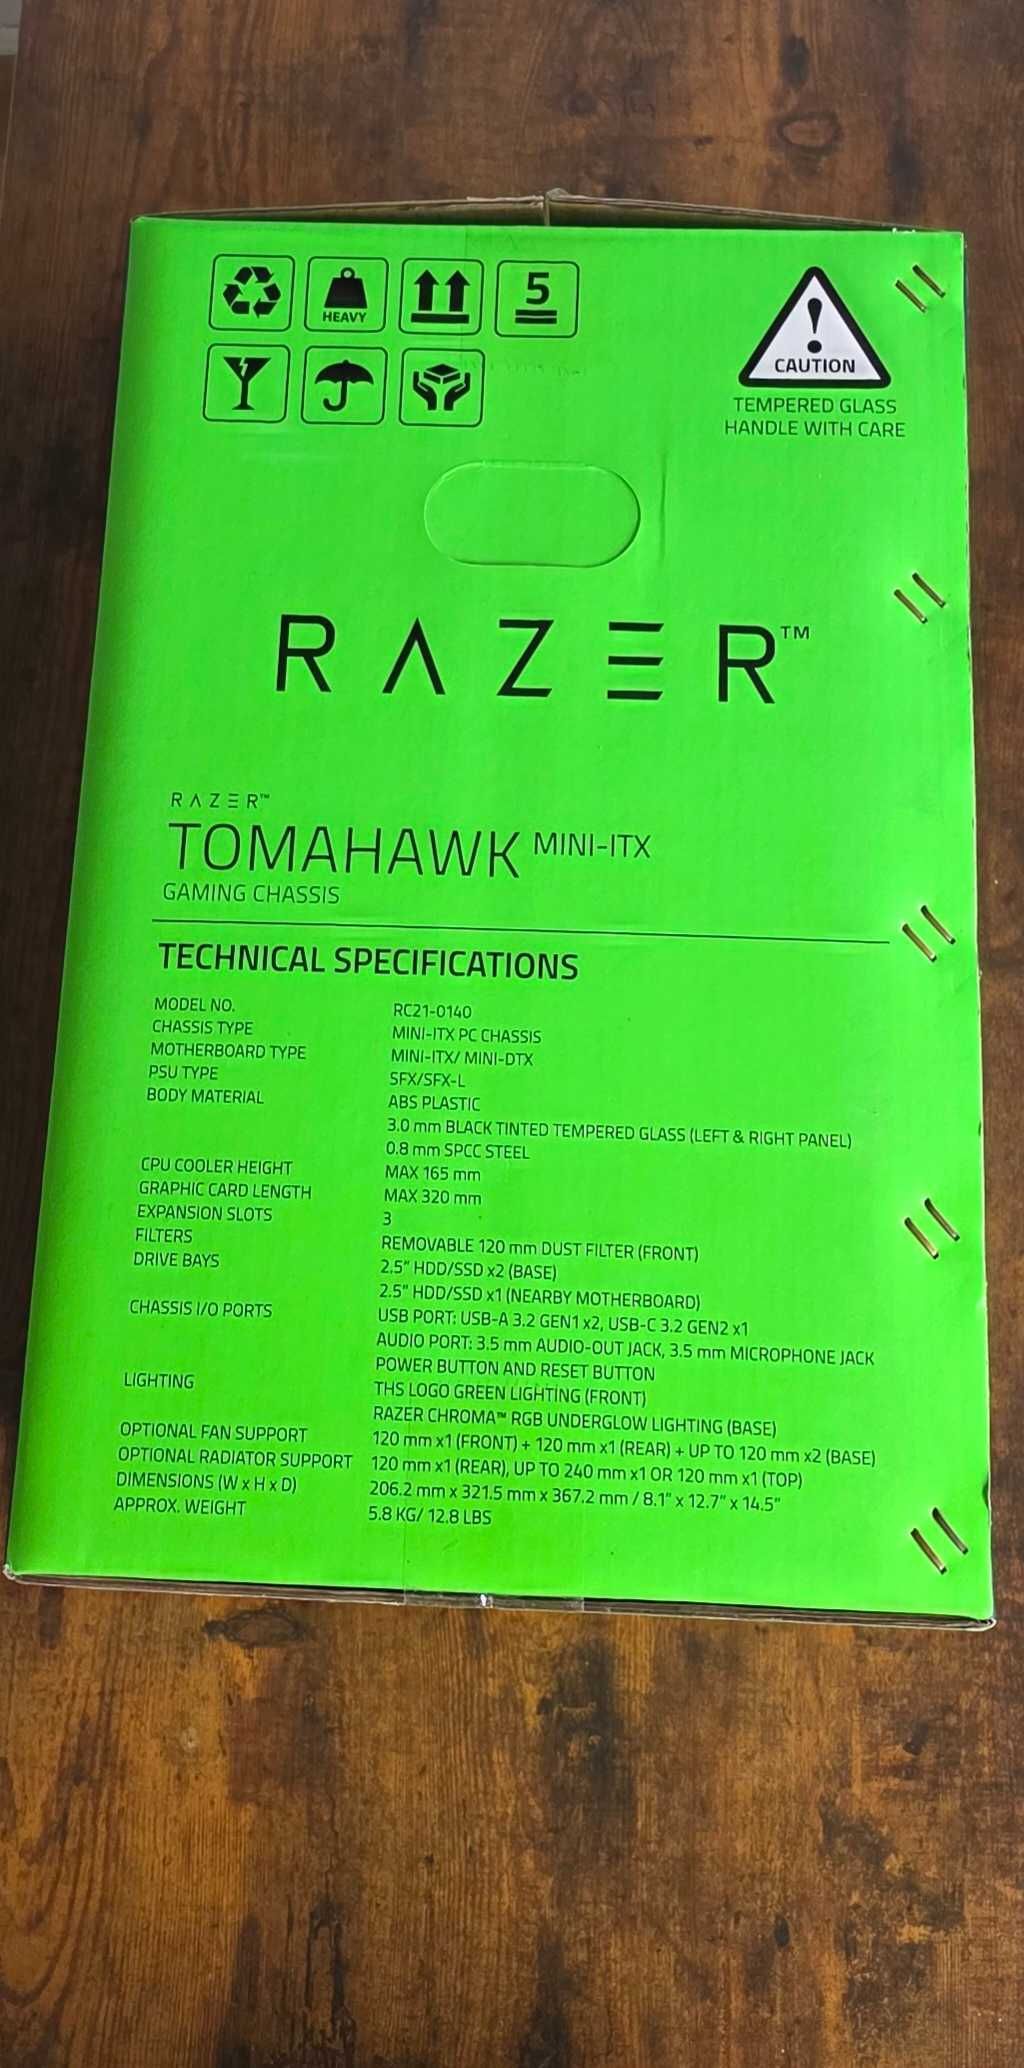 HEAVY
5
CAUTION
TEMPERED GLASS
HANDLE WITH CARE
RAZER™
RAZER™
TOMAHAWK MINI-ITX
GAMING CHASSIS
TECHNICAL SPECIFICATIONS
MODEL NO. RC21-0140
CHASSIS TYPE MINI-ITX PC CHASSIS
MOTHERBOARD TYPE MINI-ITX/ MINI-DTX
PSU TYPE SFX/SFX-L
BODY MATERIAL ABS PLASTIC
3.0 mm BLACK TINTED TEMPERED GLASS (LEFT & RIGHT PANEL)
0.8 mm SPCC STEEL
CPU COOLER HEIGHT MAX 165 mm
GRAPHIC CARD LENGTH MAX 320 mm
EXPANSION SLOTS 3
FILTERS REMOVABLE 120 mm DUST FILTER (FRONT)
DRIVE BAYS 2.5" HDD/SSD x2 (BASE)
2.5" HDD/SSD x1 (NEARBY MOTHERBOARD)
CHASSIS I/O PORTS USB PORT: USB-A 3.2 GEN1 x2, USB-C 3.2 GEN2 x1
AUDIO PORT: 3.5 mm AUDIO-OUT JACK, 3.5 mm MICROPHONE JACK
POWER BUTTON AND RESET BUTTON
LIGHTING THS LOGO GREEN LIGHTING (FRONT)
RAZER CHROMA™ RGB UNDERGLOW LIGHTING (BASE)
OPTIONAL FAN SUPPORT 120 mm x1 (FRONT) + 120 mm x1 (REAR) + UP TO 120 mm x2 (BASE)
OPTIONAL RADIATOR SUPPORT 120 mm x1 (REAR), UP TO 240 mm x1 OR 120 mm x1 (TOP)
DIMENSIONS (W x H x D) 206.2 mm x 321.5 mm x 367.2 mm / 8.1" x 12.7" x 14.5"
APPROX. WEIGHT 5.8 KG/ 12.8 LBS